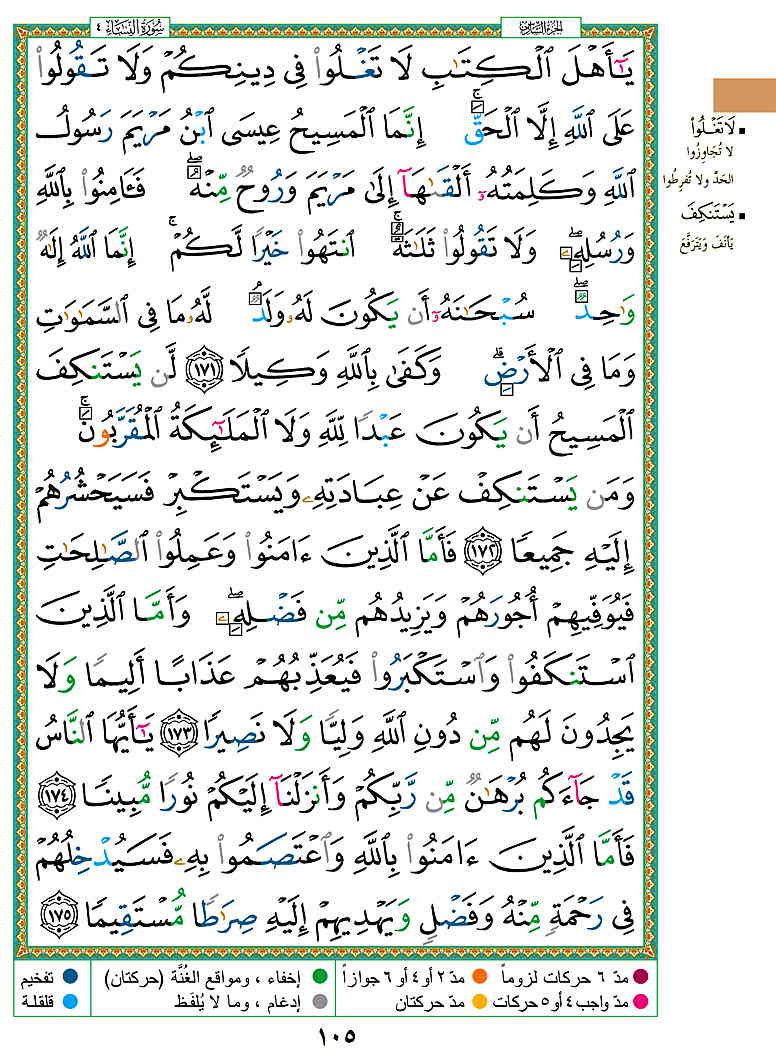 سُورَةُ النِّسَاءِ ٤
الجزء السادس
يَٰٓأَهْلَ ٱلْكِتَٰبِ لَا تَغْلُوا۟ فِى دِينِكُمْ وَلَا تَقُولُوا۟
عَلَى ٱللَّهِ إِلَّا ٱلْحَقَّ ۚ إِنَّمَا ٱلْمَسِيحُ عِيسَى ٱبْنُ مَرْيَمَ رَسُولُ
ٱللَّهِ وَكَلِمَتُهُۥٓ أَلْقَىٰهَآ إِلَىٰ مَرْيَمَ وَرُوحٌ مِّنْهُ ۖ فَـَٔامِنُوا۟ بِٱللَّهِ
وَرُسُلِهِۦ ۖ وَلَا تَقُولُوا۟ ثَلَٰثَةٌ ۚ ٱنتَهُوا۟ خَيْرًا لَّكُمْ ۚ إِنَّمَا ٱللَّهُ إِلَٰهٌ
وَٰحِدٌ ۖ سُبْحَٰنَهُۥٓ أَن يَكُونَ لَهُۥ وَلَدٌ ۘ لَّهُۥ مَا فِى ٱلسَّمَٰوَٰتِ
وَمَا فِى ٱلْأَرْضِ ۗ وَكَفَىٰ بِٱللَّهِ وَكِيلًا ١٧١ لَّن يَسْتَنكِفَ
ٱلْمَسِيحُ أَن يَكُونَ عَبْدًا لِّلَّهِ وَلَا ٱلْمَلَٰٓئِكَةُ ٱلْمُقَرَّبُونَ ۚ
وَمَن يَسْتَنكِفْ عَنْ عِبَادَتِهِۦ وَيَسْتَكْبِرْ فَسَيَحْشُرُهُمْ
إِلَيْهِ جَمِيعًا ١٧٢ فَأَمَّا ٱلَّذِينَ ءَامَنُوا۟ وَعَمِلُوا۟ ٱلصَّٰلِحَٰتِ
فَيُوَفِّيهِمْ أُجُورَهُمْ وَيَزِيدُهُم مِّن فَضْلِهِۦ ۖ وَأَمَّا ٱلَّذِينَ
ٱسْتَنكَفُوا۟ وَٱسْتَكْبَرُوا۟ فَيُعَذِّبُهُمْ عَذَابًا أَلِيمًا وَلَا
يَجِدُونَ لَهُم مِّن دُونِ ٱللَّهِ وَلِيًّا وَلَا نَصِيرًا ١٧٣ يَٰٓأَيُّهَا ٱلنَّاسُ
قَدْ جَآءَكُم بُرْهَٰنٌ مِّن رَّبِّكُمْ وَأَنزَلْنَآ إِلَيْكُمْ نُورًا مُّبِينًا ١٧٤
فَأَمَّا ٱلَّذِينَ ءَامَنُوا۟ بِٱللَّهِ وَٱعْتَصَمُوا۟ بِهِۦ فَسَيُدْخِلُهُمْ
فِى رَحْمَةٍ مِّنْهُ وَفَضْلٍ وَيَهْدِيهِمْ إِلَيْهِ صِرَٰطًا مُّسْتَقِيمًا ١٧٥
لَا تَغْلُوا۟
لا تُجَاوِزُوا
الحَدَّ ولا تُفرِطُوا
يَسْتَنكِفَ
يَأنَفَ وَيَتَرَفَّعَ
مدّ ٦ حركات لزوماً
مدّ ٢ أو ٤ أو ٦ جوازاً
إخفاء ، ومواقع الغُنَّة (حركتان)
تفخيم
مدّ واجب ٤ أو ٥ حركات
مدّ حركتان
إدغام ، وما لا يُلفَظ
قلقلة
١٠٥